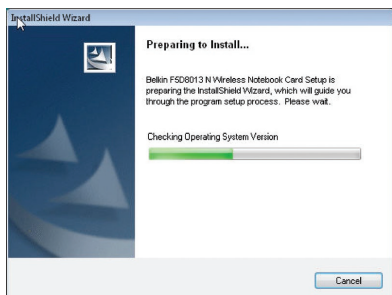 InstallShield Wizard
Preparing to Install...
Belkin F5D8013 N Wireless Notebook Card Setup is
preparing the InstallShield Wizard, which will guide you
through the program setup process. Please wait.
Checking Operating System Version
Cancel